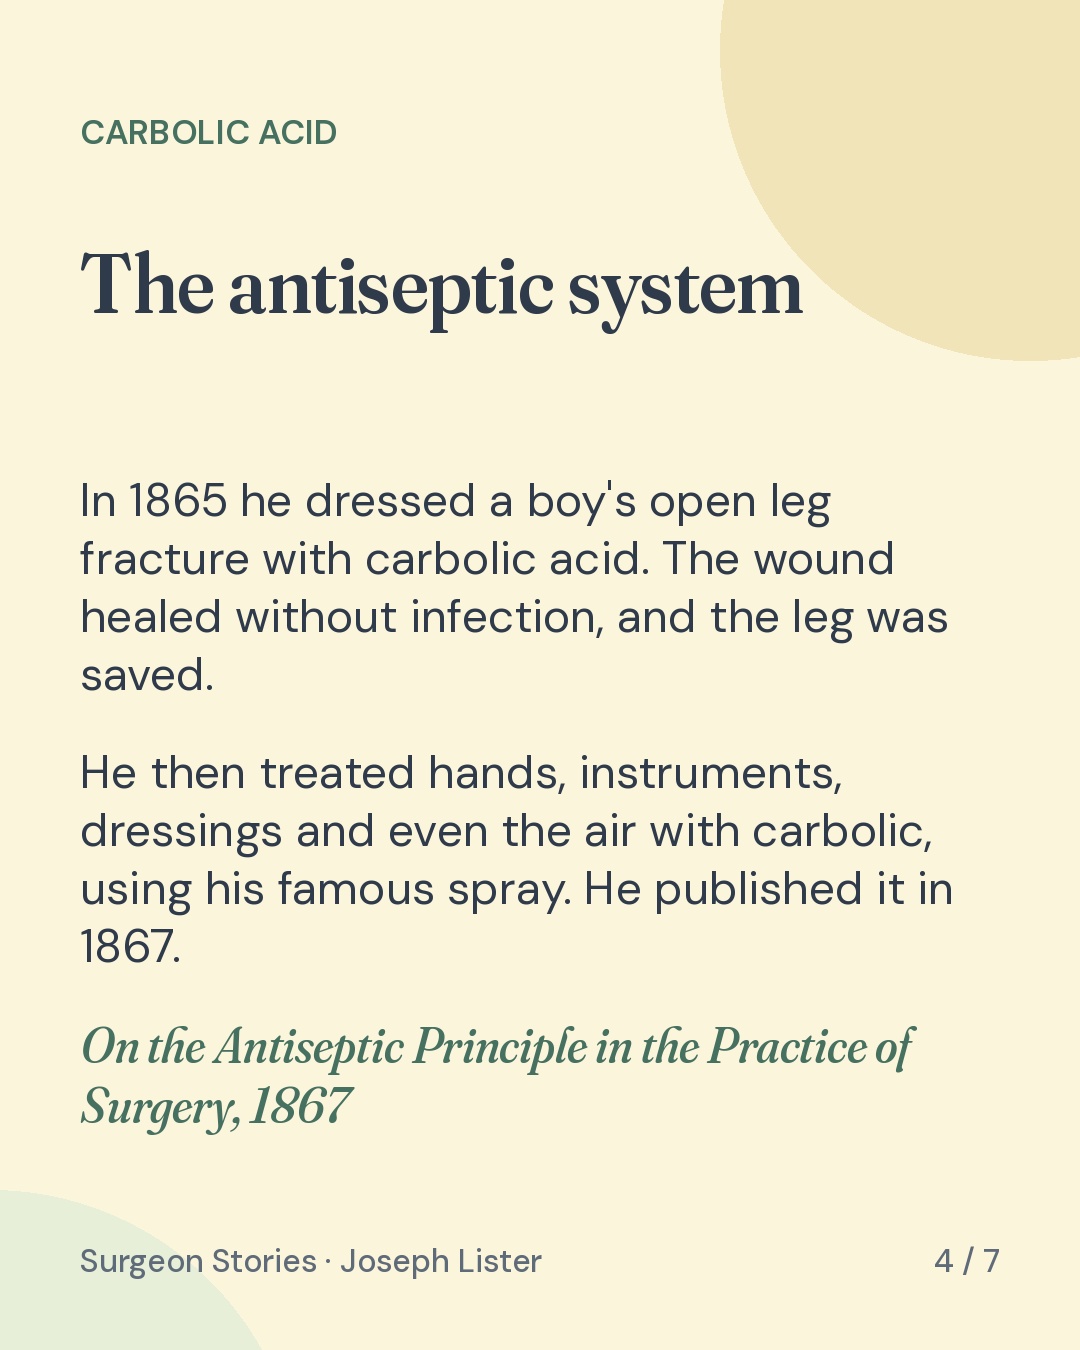 CARBOLIC ACID
The antiseptic system
In 1865 he dressed a boy's open leg
fracture with carbolic acid. The wound
healed without infection, and the leg was
saved.
He then treated hands, instruments,
dressings and even the air with carbolic,
using his famous spray. He published it in
1867.
On the Antiseptic Principle in the Practice of
Surgery, 1867
Surgeon Stories · Joseph Lister
4 / 7